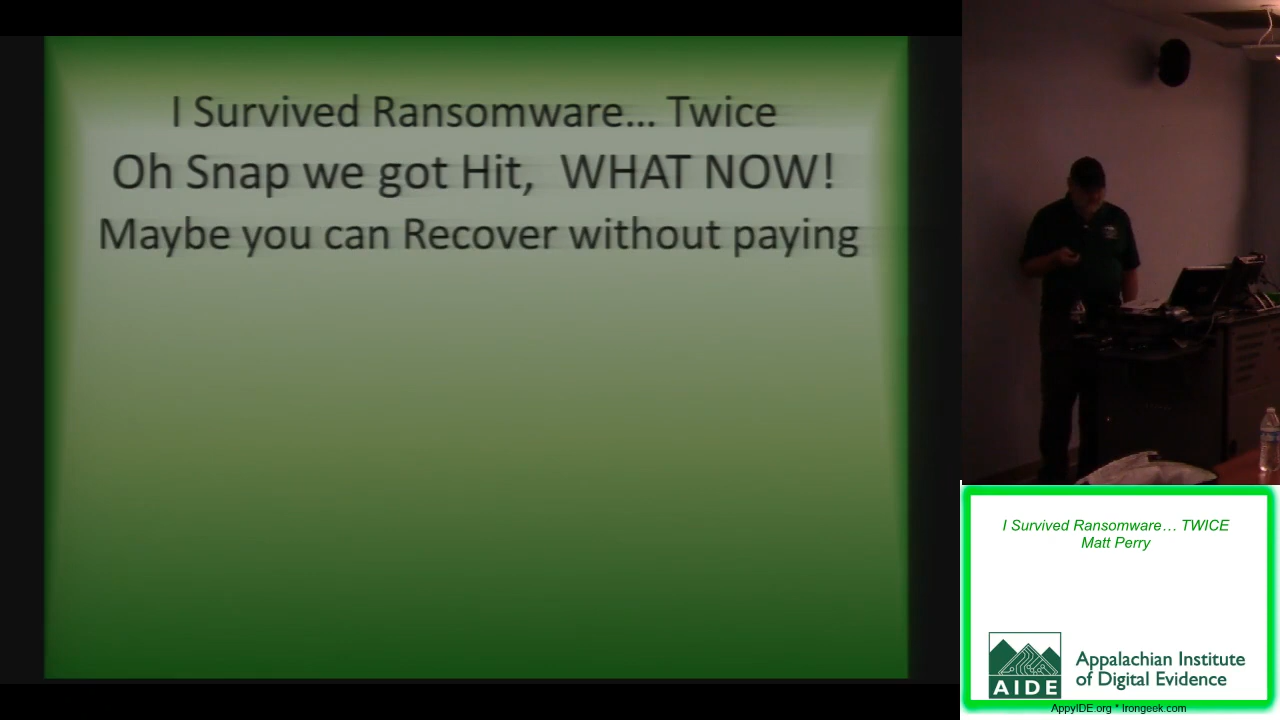 I Survived Ransomware... Twice
Oh Snap we got Hit, WHAT NOW!
Maybe you can Recover without paying
I Survived Ransomware... TWICE
Matt Perry
AIDE
Appalachian Institute
of Digital Evidence
AppyIDE.org * Irongeek.com